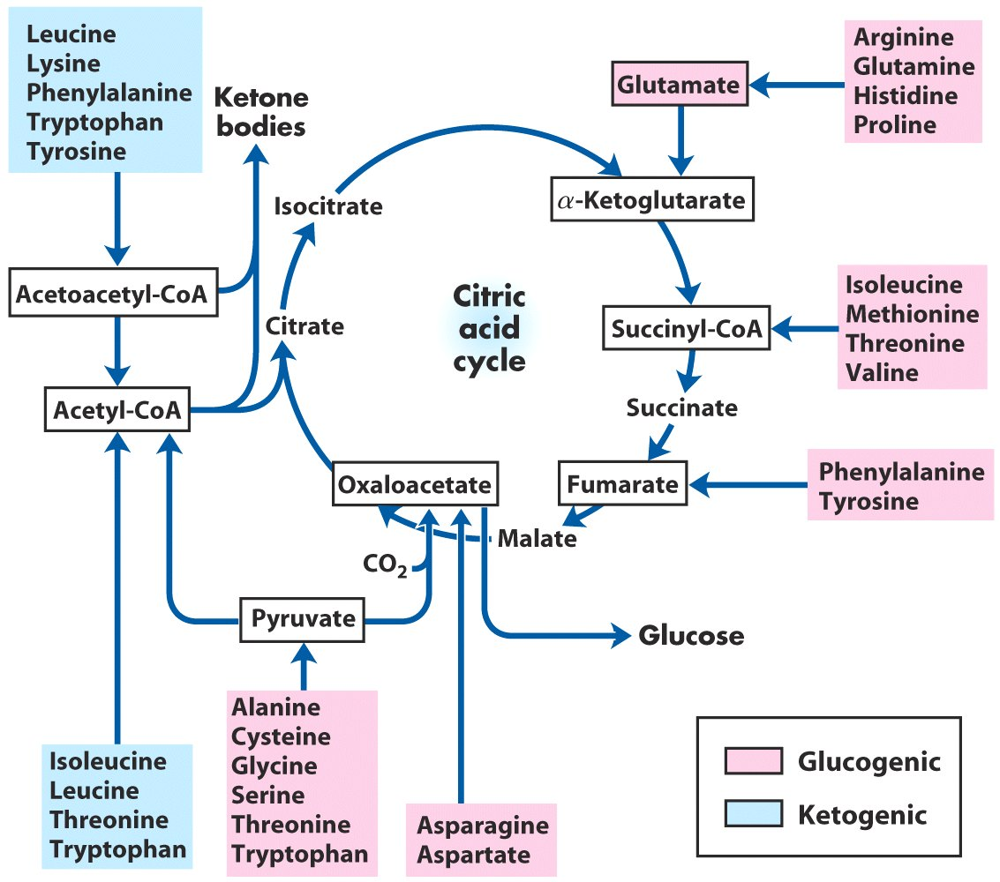 Leucine
Lysine
Phenylalanine
Tryptophan
Tyrosine
Ketone
bodies
Glutamate
Arginine
Glutamine
Histidine
Proline
Isocitrate
α-Ketoglutarate
Acetoacetyl-CoA
Citrate
Citric
acid
cycle
Succinyl-CoA
Isoleucine
Methionine
Threonine
Valine
Acetyl-CoA
Succinate
Oxaloacetate
Fumarate
Phenylalanine
Tyrosine
Malate
CO₂
Pyruvate
Glucose
Isoleucine
Leucine
Threonine
Tryptophan
Alanine
Cysteine
Glycine
Serine
Threonine
Tryptophan
Asparagine
Aspartate
Glucogenic
Ketogenic